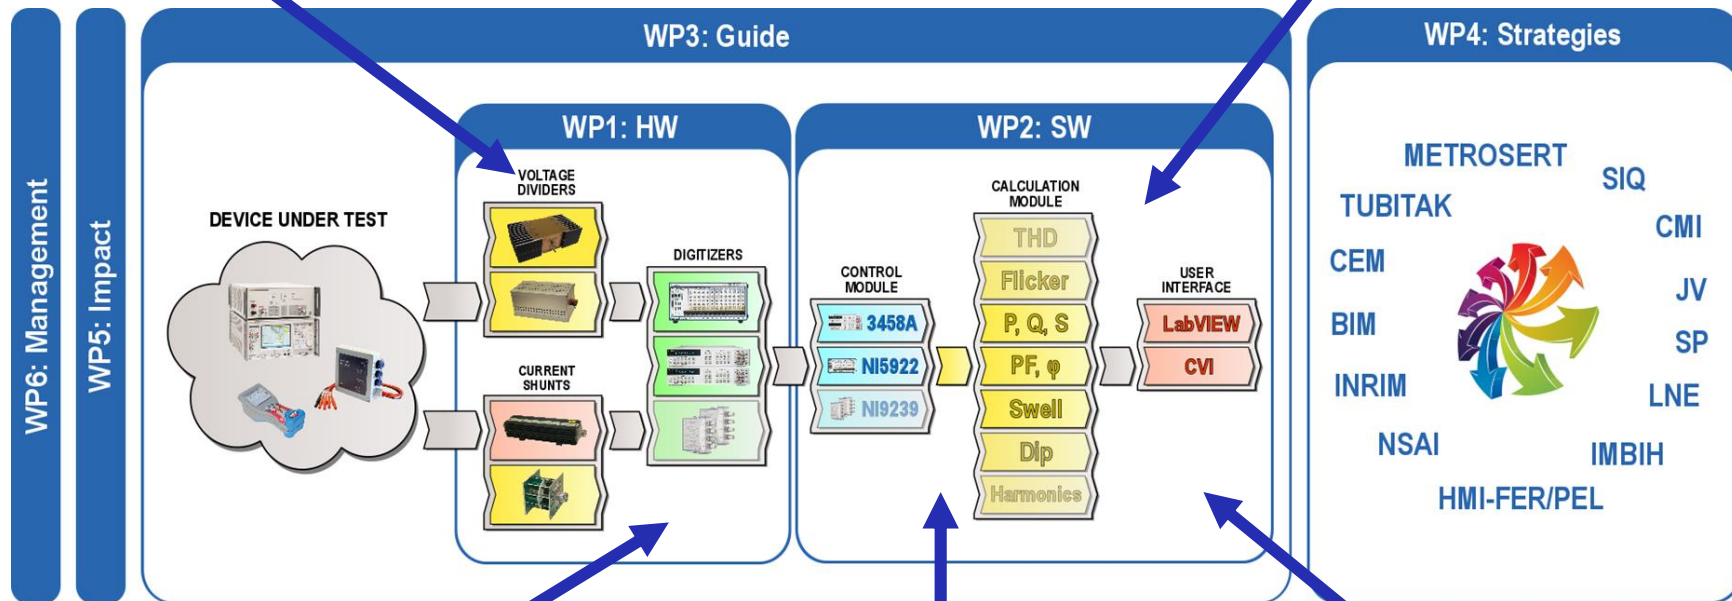 WP6: Management
WP5: Impact
WP3: Guide
WP1: HW
DEVICE UNDER TEST
VOLTAGE
DIVIDERS
CURRENT
SHUNTS
DIGITIZERS
WP2: SW
CONTROL
MODULE
3458A
NI5922
NI9239
CALCULATION
MODULE
THD
Flicker
P, Q, S
PF, φ
Swell
Dip
Harmonics
USER
INTERFACE
LabVIEW
CVI
WP4: Strategies
METROSERT
SIQ
TUBITAK
CMI
CEM
JV
BIM
SP
INRIM
LNE
NSAI
IMBIH
HMI-FER/PEL